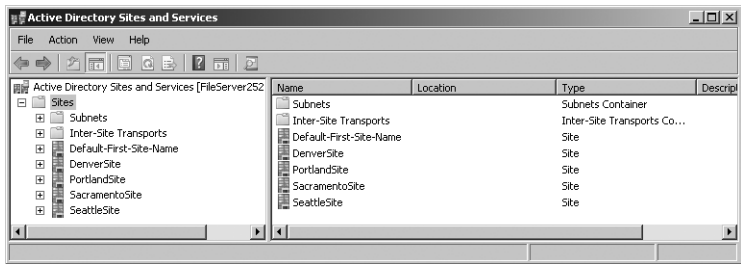 Active Directory Sites and Services
File Action View Help
Active Directory Sites and Services [FileServer252
Sites
Subnets
Inter-Site Transports
Default-First-Site-Name
DenverSite
PortlandSite
SacramentoSite
SeattleSite
Name Location Type Descript
Subnets Subnets Container
Inter-Site Transports Inter-Site Transports Co...
Default-First-Site-Name Site
DenverSite Site
PortlandSite Site
SacramentoSite Site
SeattleSite Site